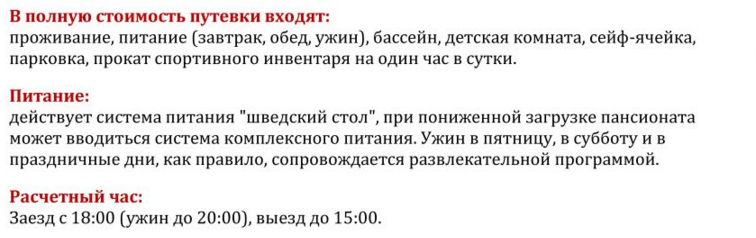 В полную стоимость путевки входят:
проживание, питание (завтрак, обед, ужин), бассейн, детская комната, сейф-ячейка,
парковка, прокат спортивного инвентаря на один час в сутки.
Питание:
действует система питания "шведский стол", при пониженной загрузке пансионата
может вводиться система комплексного питания. Ужин в пятницу, в субботу и в
праздничные дни, как правило, сопровождается развлекательной программой.
Расчетный час:
Заезд с 18:00 (ужин до 20:00), выезд до 15:00.